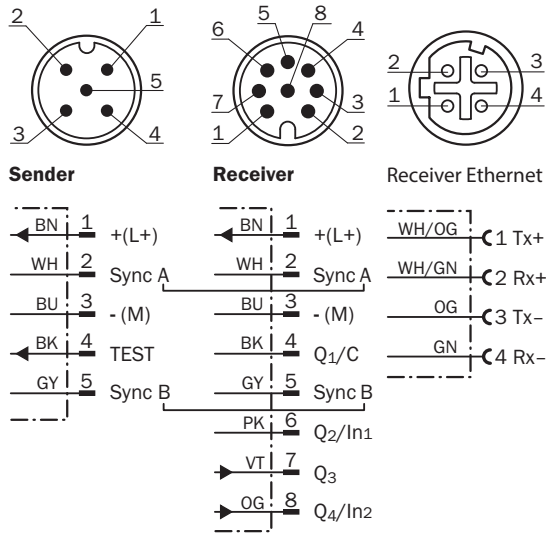 2 1
5
3 4
5 8
6 4
7 3
1 2
2 3
1 4
Sender
BN 1 +(L+)
WH 2 Sync A
BU 3 - (M)
BK 4 TEST
GY 5 Sync B
Receiver
BN 1 +(L+)
WH 2 Sync A
BU 3 - (M)
BK 4 Q1/C
GY 5 Sync B
PK 6 Q2/In1
VT 7 Q3
OG 8 Q4/In2
Receiver Ethernet
WH/OG 1 Tx+
WH/GN 2 Rx+
OG 3 Tx–
GN 4 Rx–